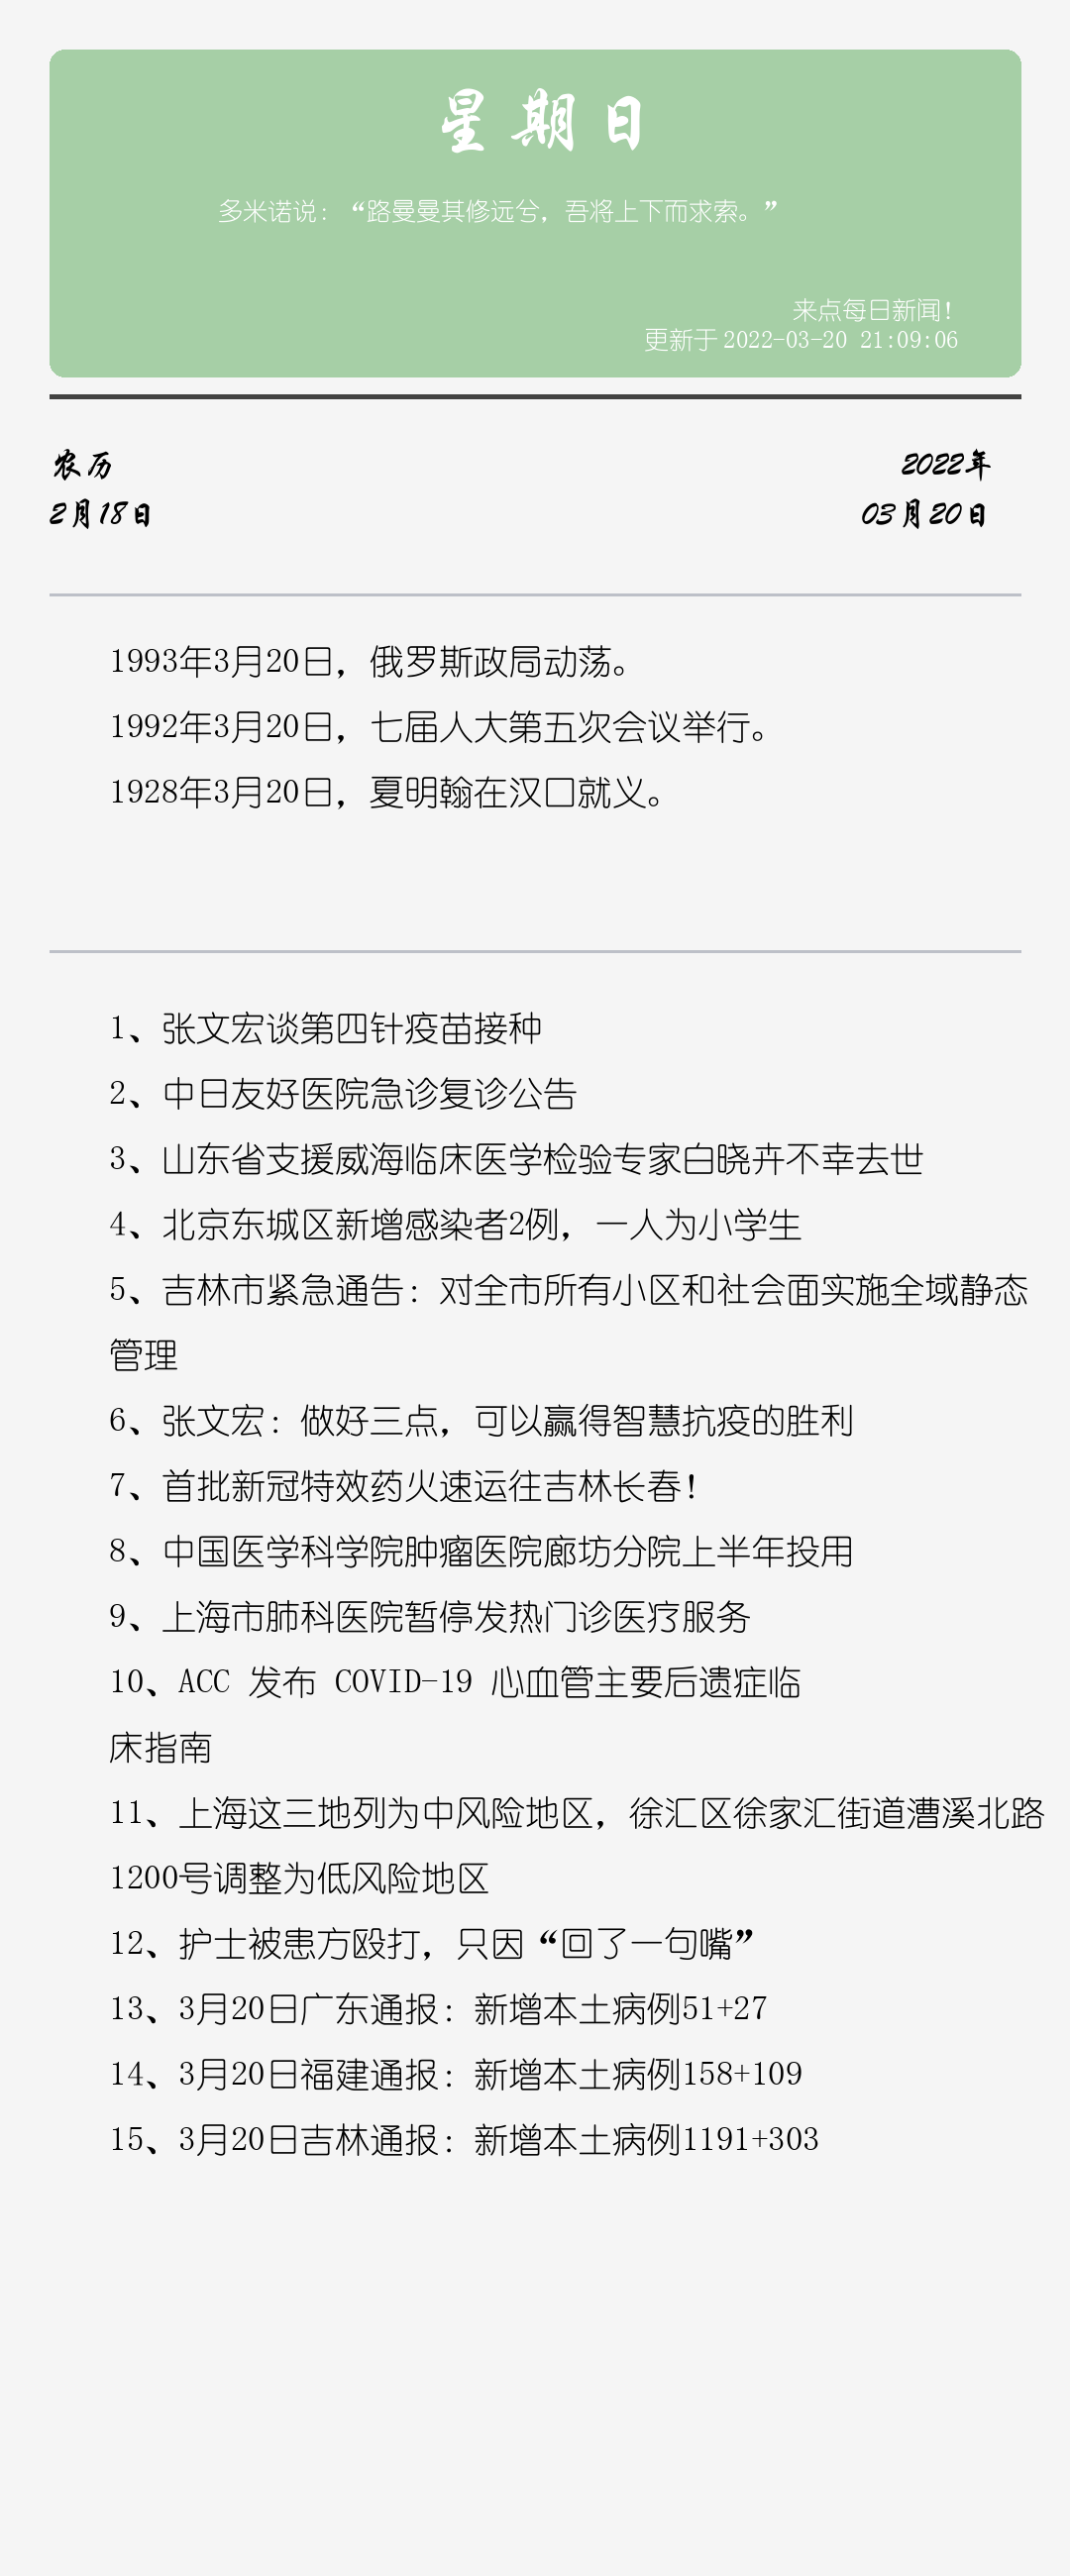 星期日
多米诺说：“路曼曼其修远兮，吾将上下而求索。”
来点每日新闻！
更新于 2022-03-20 21:09:06
农历
2022年
2月18日
03月20日
1993年3月20日，俄罗斯政局动荡。
1992年3月20日，七届人大第五次会议举行。
1928年3月20日，夏明翰在汉口就义。
1、张文宏谈第四针疫苗接种
2、中日友好医院急诊复诊公告
3、山东省支援威海临床医学检验专家白晓卉不幸去世
4、北京东城区新增感染者2例，一人为小学生
5、吉林市紧急通告：对全市所有小区和社会面实施全域静态
管理
6、张文宏：做好三点，可以赢得智慧抗疫的胜利
7、首批新冠特效药火速运往吉林长春！
8、中国医学科学院肿瘤医院廊坊分院上半年投用
9、上海市肺科医院暂停发热门诊医疗服务
10、ACC 发布 COVID-19 心血管主要后遗症临
床指南
11、上海这三地列为中风险地区，徐汇区徐家汇街道漕溪北路
1200号调整为低风险地区
12、护士被患方殴打，只因“回了一句嘴”
13、3月20日广东通报：新增本土病例51+27
14、3月20日福建通报：新增本土病例158+109
15、3月20日吉林通报：新增本土病例1191+303